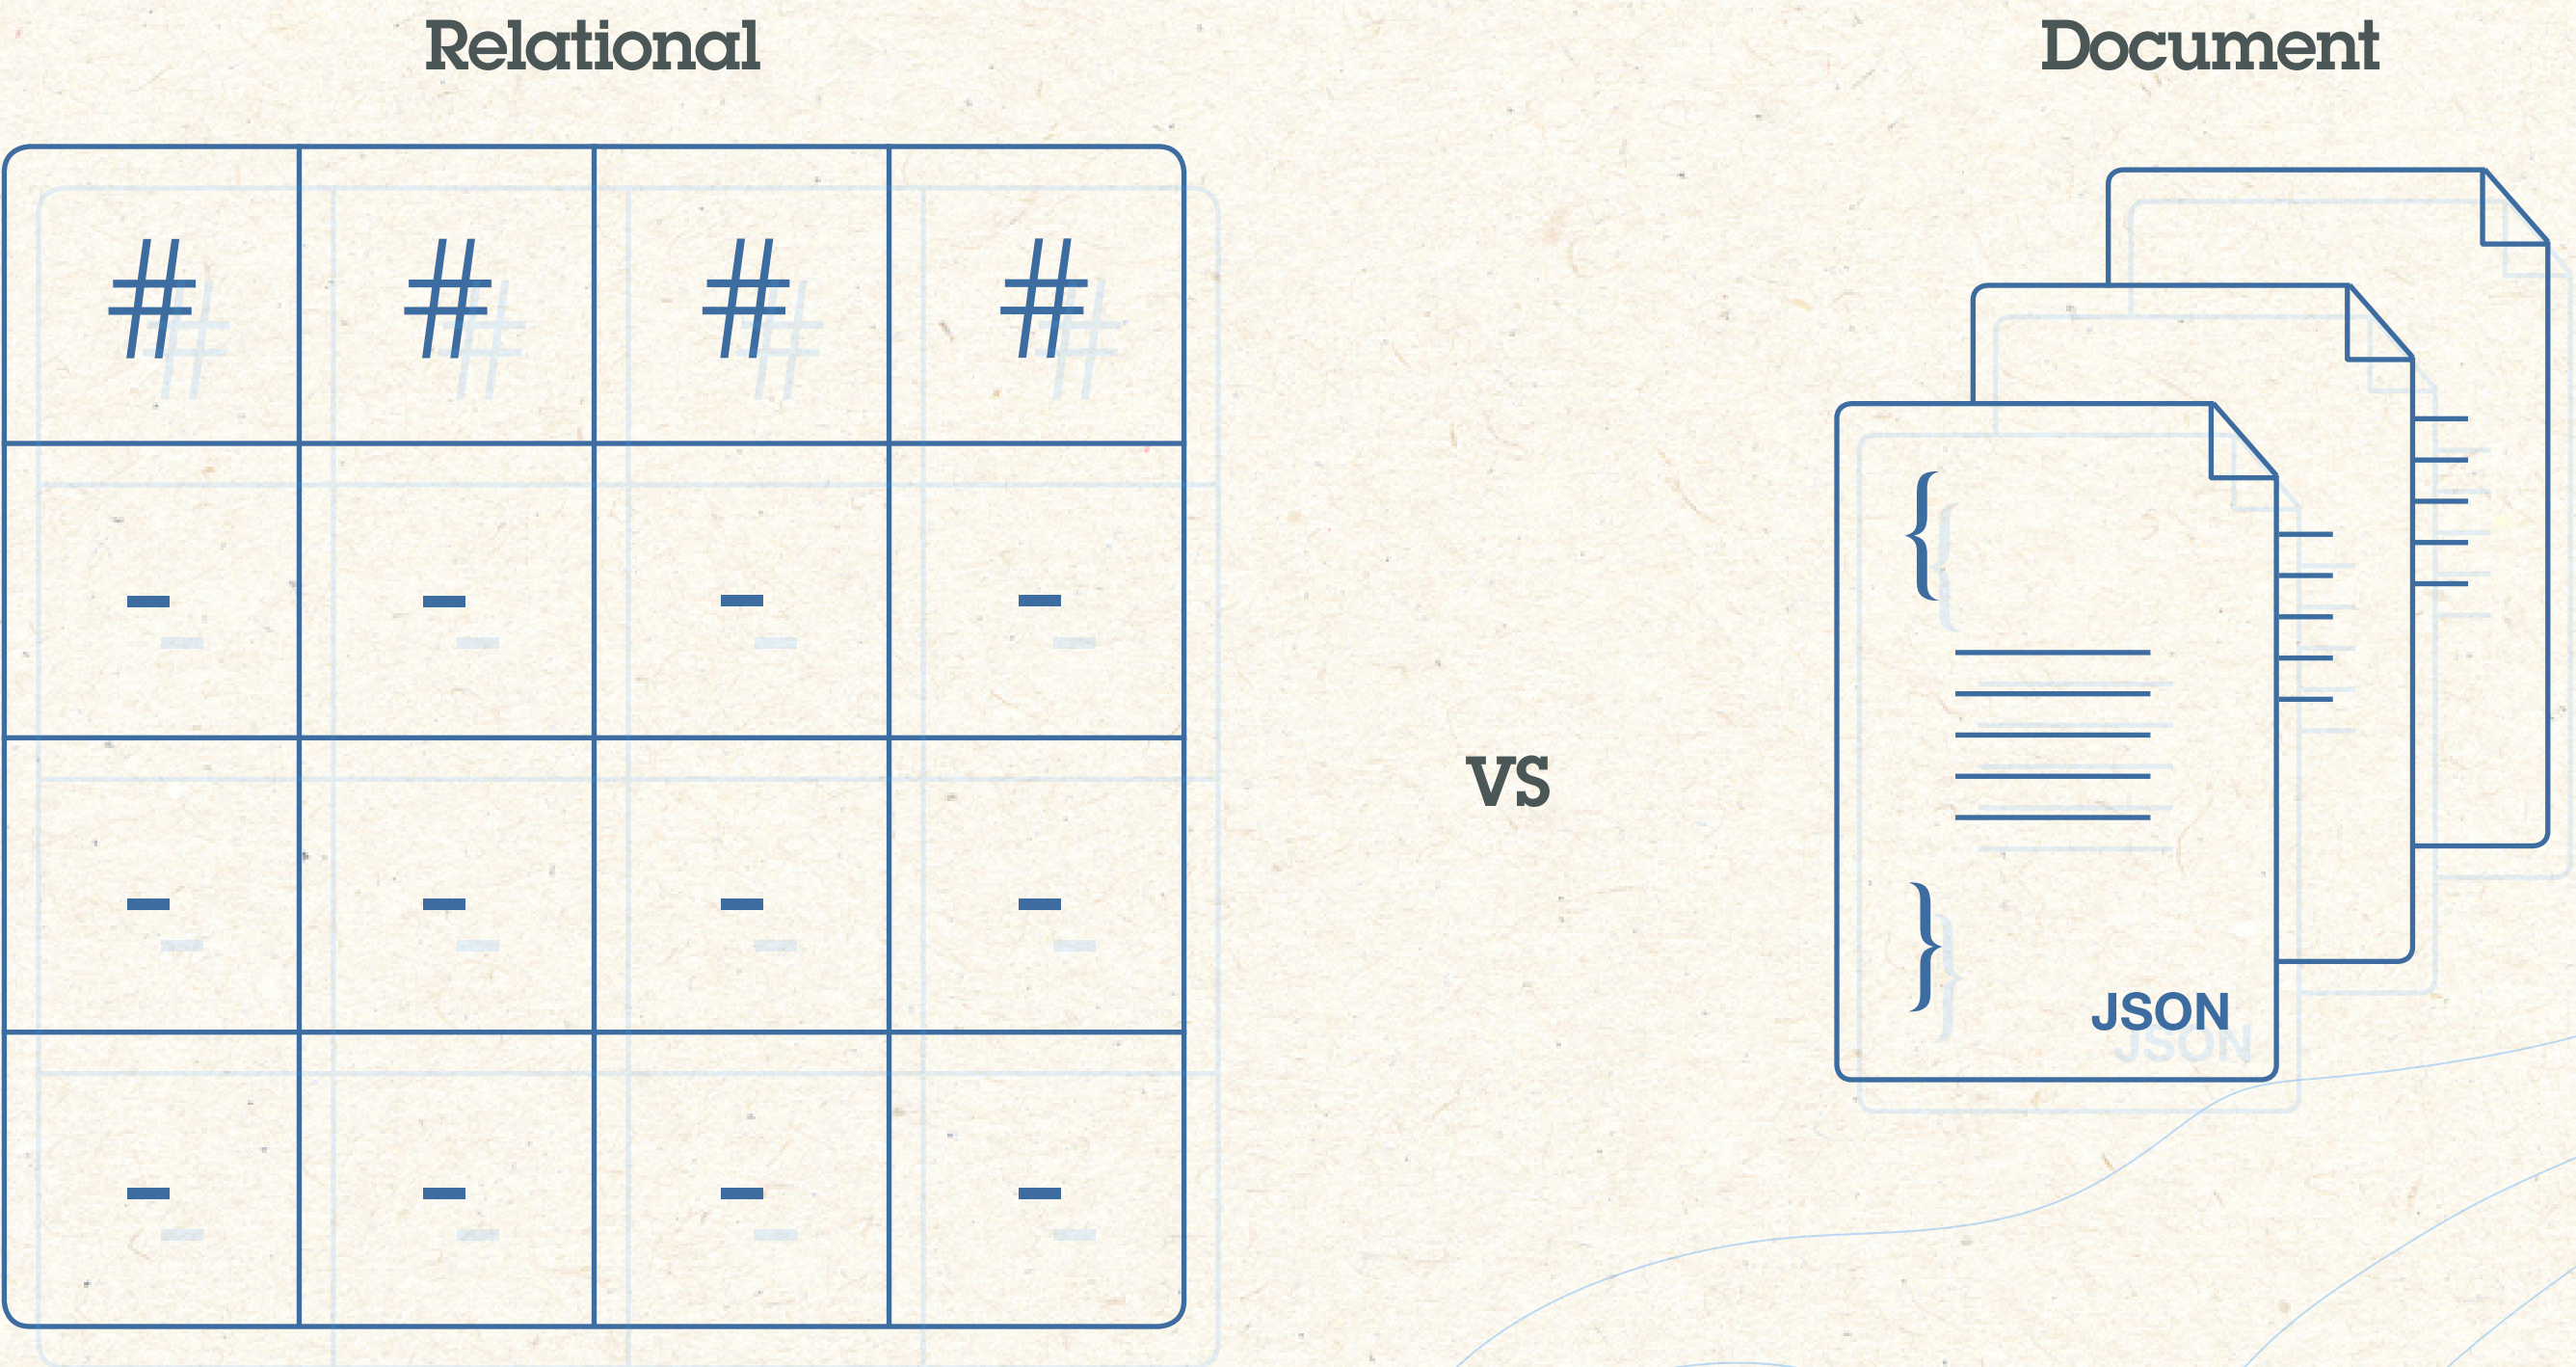 Relational
Document
# # # #
- - - -
vs
- - - -
- - - -
{
}
JSON